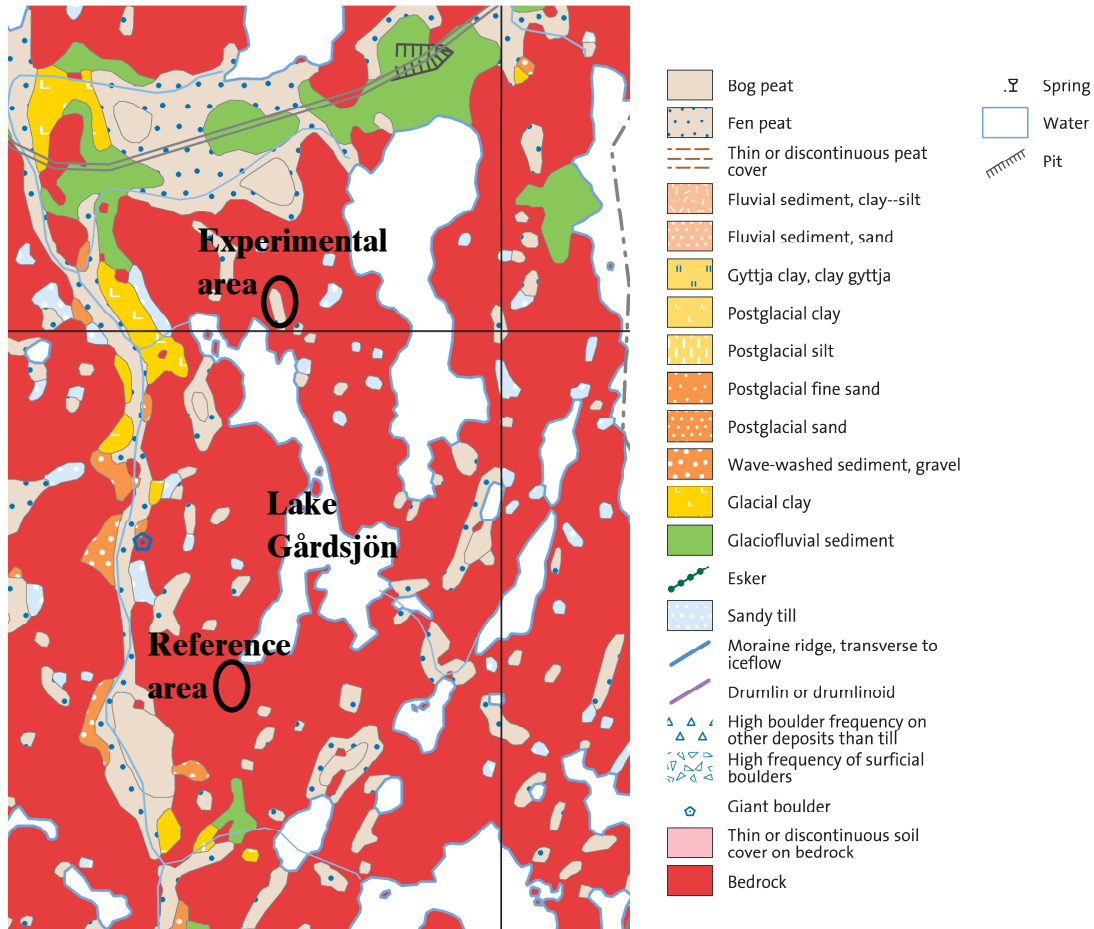 Experimental
area
Lake
Gårdsjön
Reference
area
Bog peat
Fen peat
Thin or discontinuous peat
cover
Fluvial sediment, clay--silt
Fluvial sediment, sand
Gyttja clay, clay gyttja
Postglacial clay
Postglacial silt
Postglacial fine sand
Postglacial sand
Wave-washed sediment, gravel
Glacial clay
Glaciofluvial sediment
Esker
Sandy till
Moraine ridge, transverse to
iceflow
Drumlin or drumlinoid
High boulder frequency on
other deposits than till
High frequency of surficial
boulders
Giant boulder
Thin or discontinuous soil
cover on bedrock
Bedrock
Spring
Water
Pit